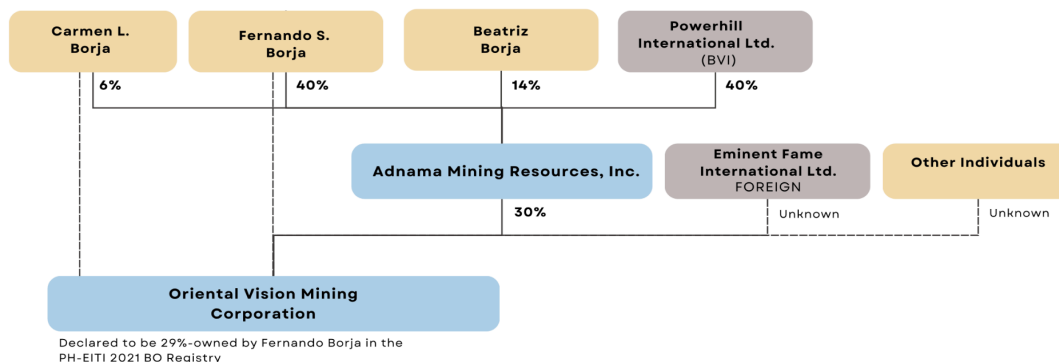 Carmen L.
Borja
Fernando S.
Borja
Beatriz
Borja
Powerhill
International Ltd.
(BVI)
6%
40%
14%
40%
Adnama Mining Resources, Inc.
Eminent Fame
International Ltd.
FOREIGN
Other Individuals
30%
Unknown
Unknown
Oriental Vision Mining
Corporation
Declared to be 29%-owned by Fernando Borja in the
PH-EITI 2021 BO Registry